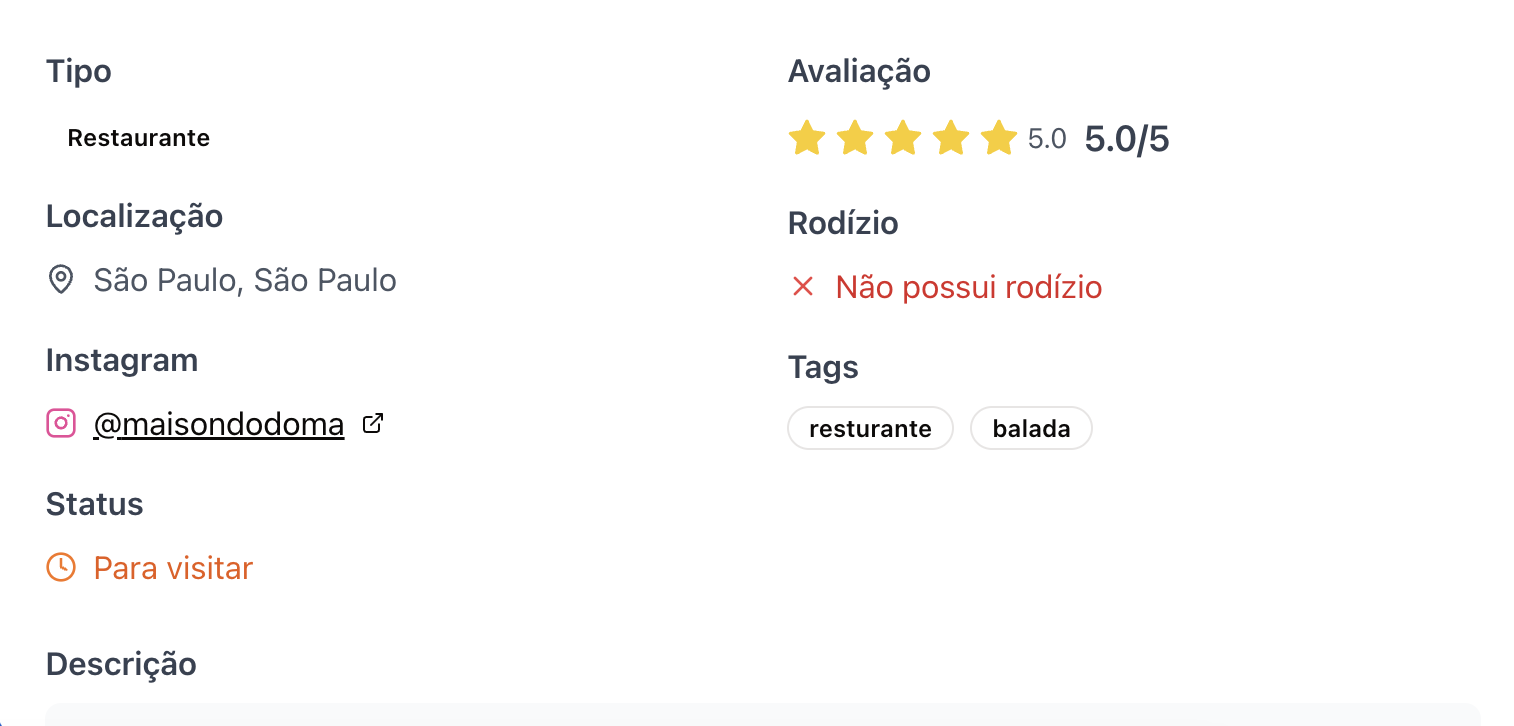 Tipo
Restaurante
Localização
São Paulo, São Paulo
Instagram
@maisondodoma
Status
Para visitar
Avaliação
5.0 5.0/5
Rodízio
Não possui rodízio
Tags
resturante
balada
Descrição